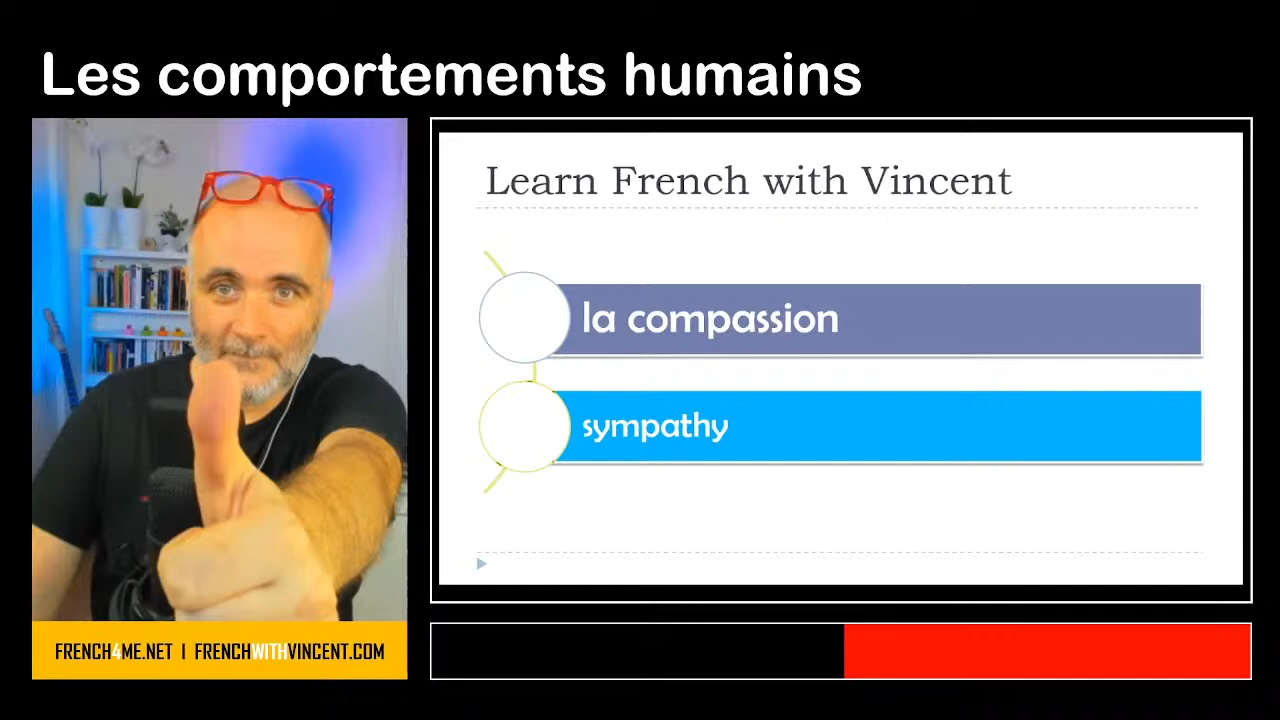 Les comportements humains
Learn French with Vincent
la compassion
sympathy
FRENCH4ME.NET I FRENCHWITHVINCENT.COM